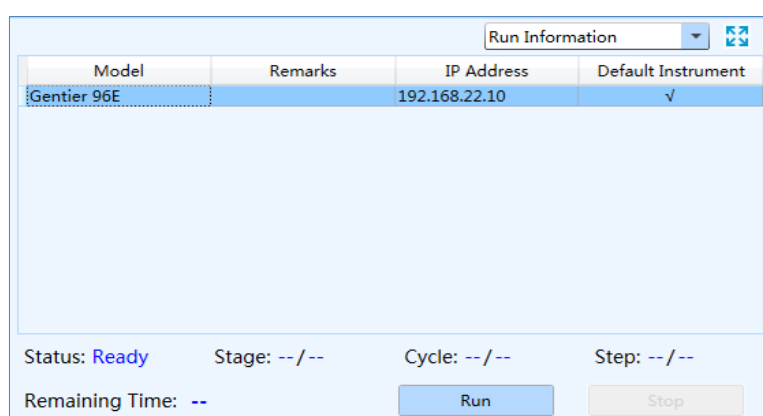 Run Information
Model Remarks IP Address Default Instrument
Gentier 96E 192.168.22.10 √
Status: Ready Stage: --/-- Cycle: --/-- Step: --/--
Remaining Time: -- Run Stop